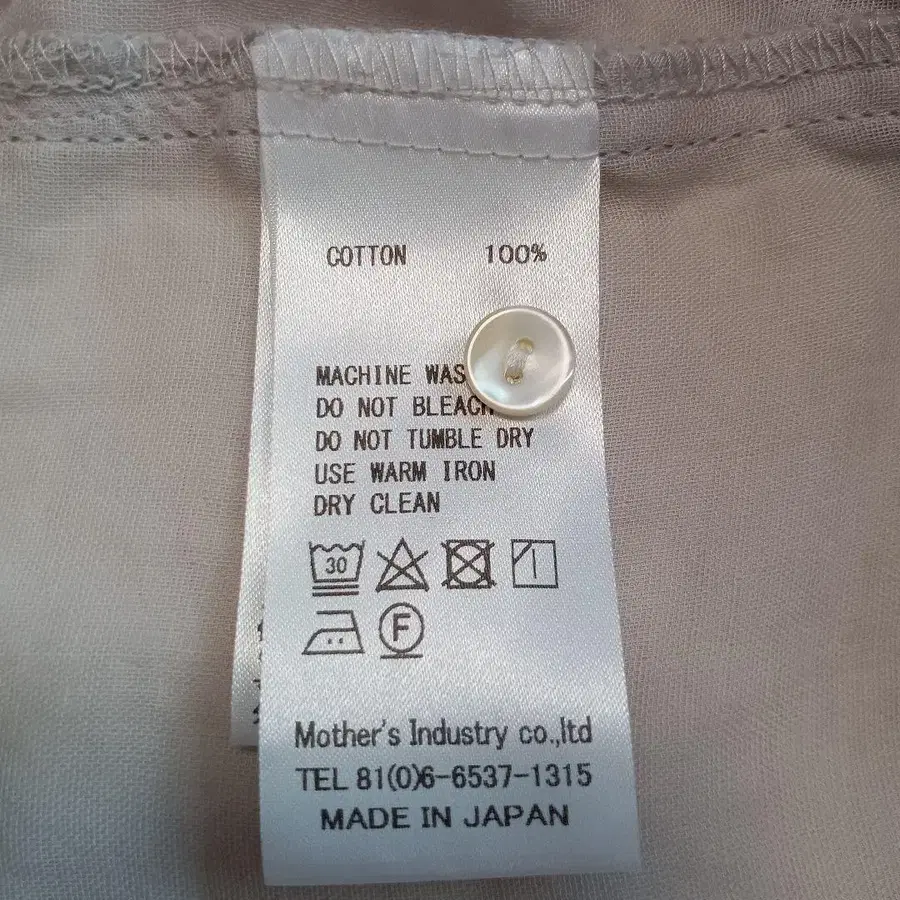 COTTON 100%
MACHINE WAS
DO NOT BLEACH
DO NOT TUMBLE DRY
USE WARM IRON
DRY CLEAN
30
F
Mother's Industry co.,ltd
TEL 81(0)6-6537-1315
MADE IN JAPAN